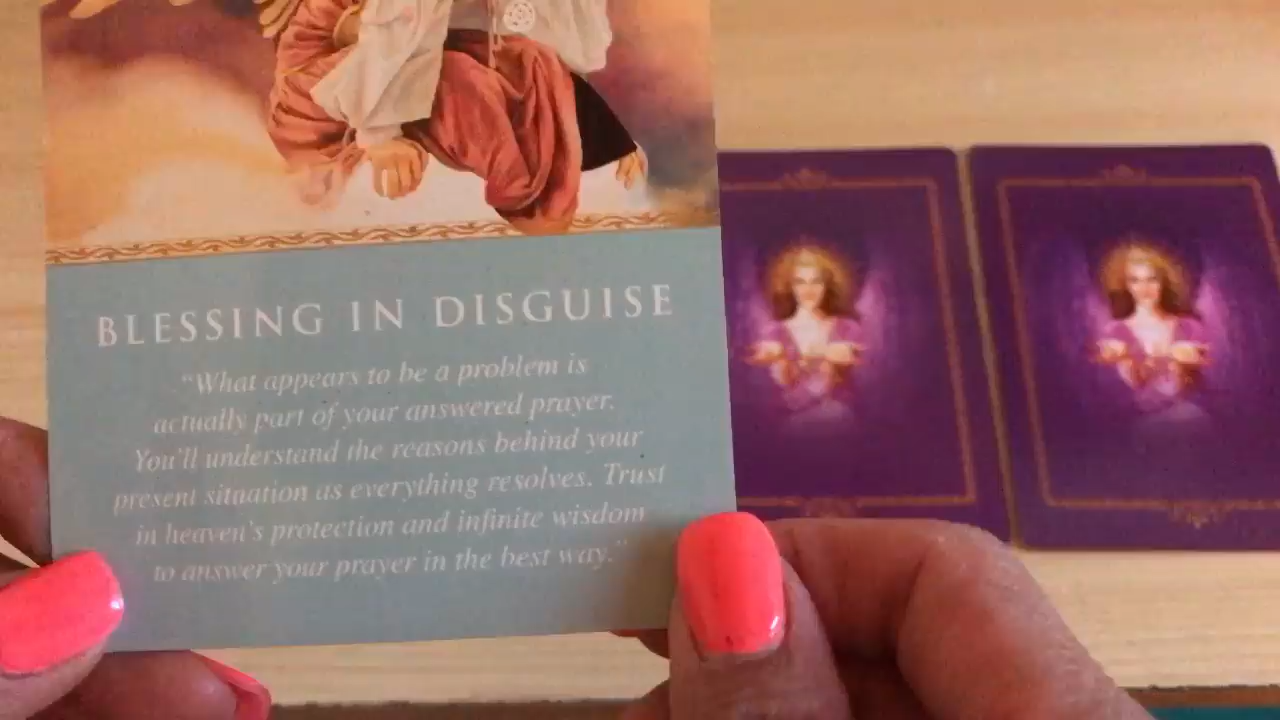 BLESSING IN DISGUISE
"What appears to be a problem is
actually part of your answered prayer.
You'll understand the reasons behind your
present situation as everything resolves. Trust
in heaven's protection and infinite wisdom
to answer your prayer in the best way."